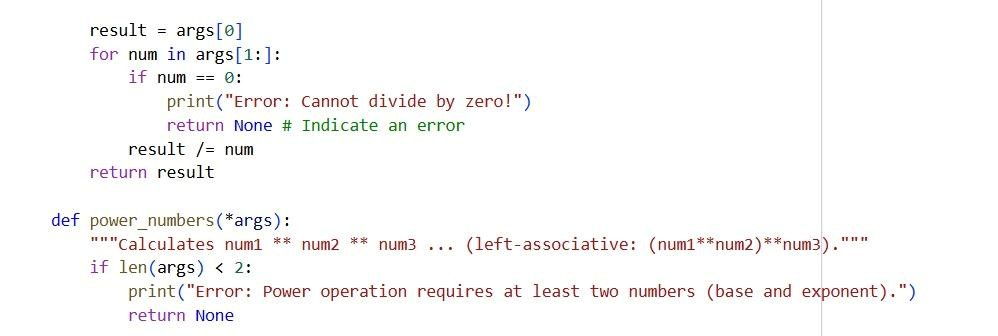 result = args[0]
for num in args[1:]:
if num == 0:
print("Error: Cannot divide by zero!")
return None # Indicate an error
result /= num
return result
def power_numbers(*args):
"""Calculates num1 ** num2 ** num3 ... (left-associative: (num1**num2)**num3)."""
if len(args) < 2:
print("Error: Power operation requires at least two numbers (base and exponent).")
return None